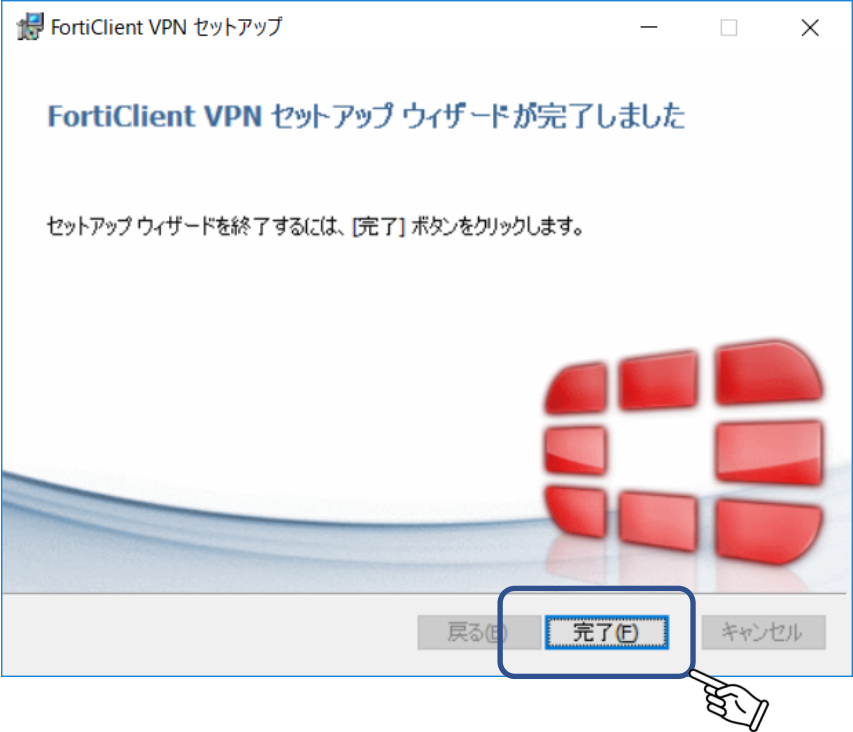 FortiClient VPN セットアップ
FortiClient VPN セットアップ ウィザードが完了しました
セットアップ ウィザードを終了するには、[完了] ボタンをクリックします。
戻る(B) 完了(F) キャンセル